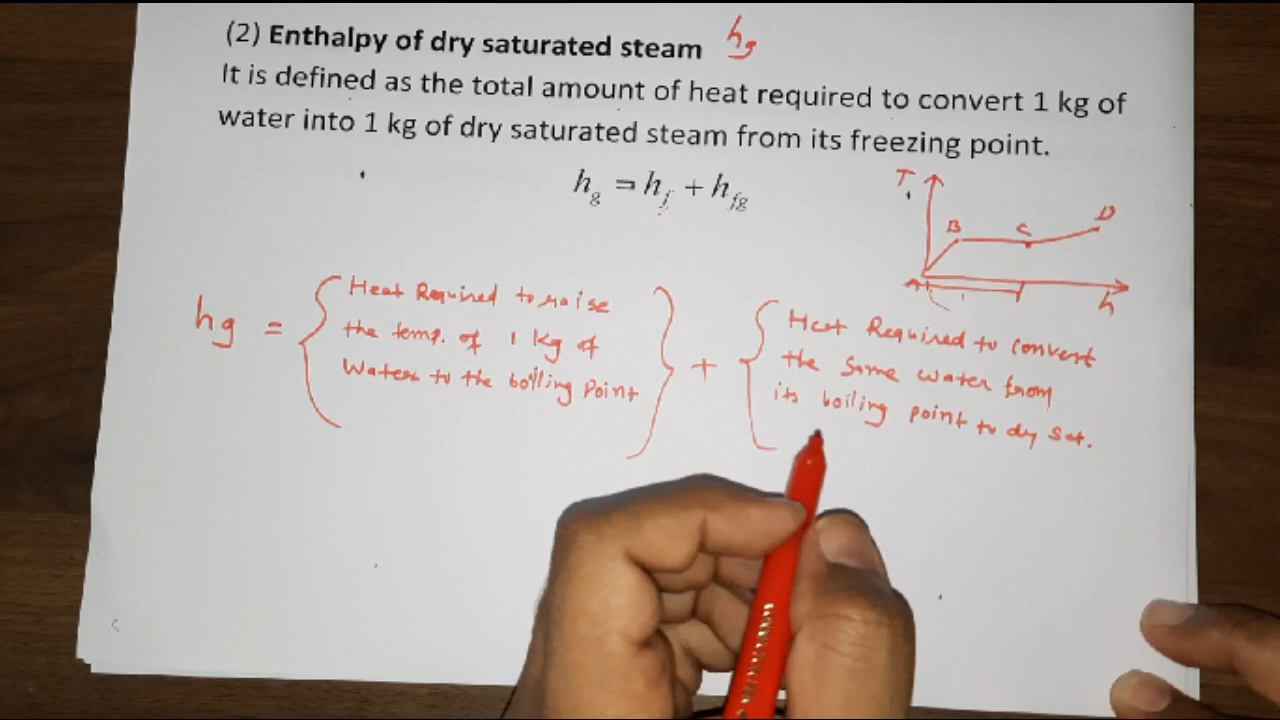 (2) Enthalpy of dry saturated steam hg
It is defined as the total amount of heat required to convert 1 kg of
water into 1 kg of dry saturated steam from its freezing point.
hg = hf + hfg
T
B C D
A
h
hg = { Heat Required to raise
the temp. of 1 kg of
Water to the boiling Point } + { Heat Required to convert
the same water from
its boiling point to dry sat.